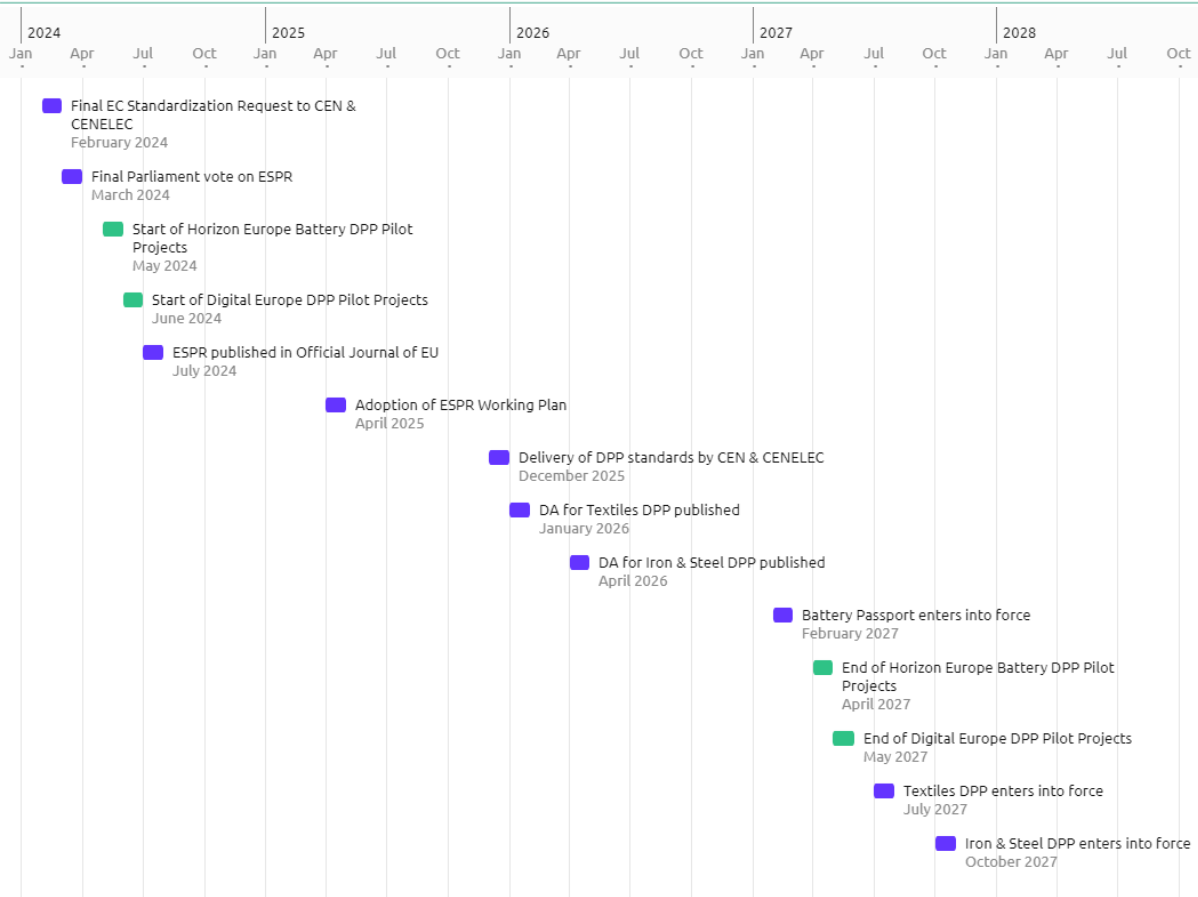 2024 2025 2026 2027 2028
Jan Apr Jul Oct Jan Apr Jul Oct Jan Apr Jul Oct Jan Apr Jul Oct Jan Apr Jul Oct
Final EC Standardization Request to CEN &
CENELEC
February 2024
Final Parliament vote on ESPR
March 2024
Start of Horizon Europe Battery DPP Pilot
Projects
May 2024
Start of Digital Europe DPP Pilot Projects
June 2024
ESPR published in Official Journal of EU
July 2024
Adoption of ESPR Working Plan
April 2025
Delivery of DPP standards by CEN & CENELEC
December 2025
DA for Textiles DPP published
January 2026
DA for Iron & Steel DPP published
April 2026
Battery Passport enters into force
February 2027
End of Horizon Europe Battery DPP Pilot
Projects
April 2027
End of Digital Europe DPP Pilot Projects
May 2027
Textiles DPP enters into force
July 2027
Iron & Steel DPP enters into force
October 2027